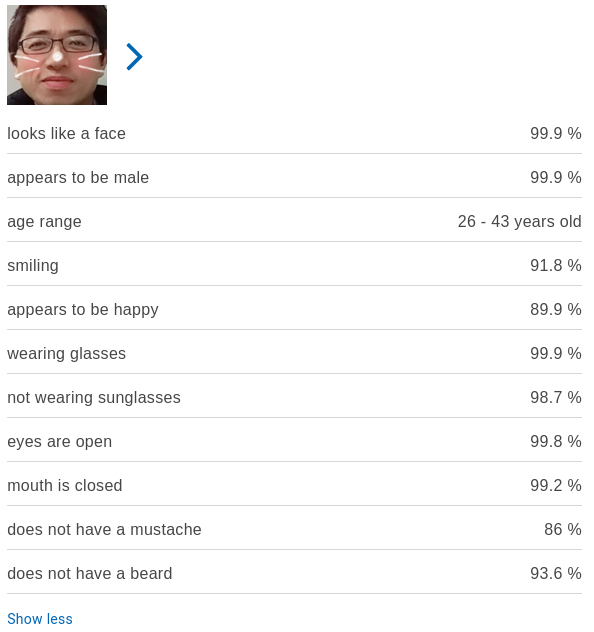 looks like a face 99.9 %
appears to be male 99.9 %
age range 26 - 43 years old
smiling 91.8 %
appears to be happy 89.9 %
wearing glasses 99.9 %
not wearing sunglasses 98.7 %
eyes are open 99.8 %
mouth is closed 99.2 %
does not have a mustache 86 %
does not have a beard 93.6 %
Show less